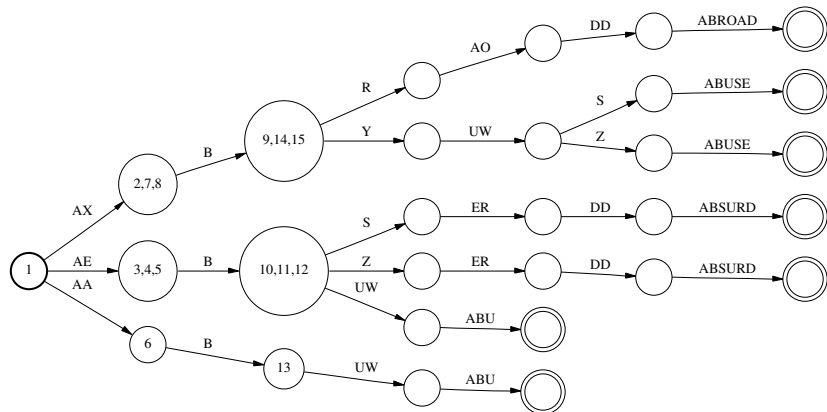 AX B R AO DD ABROAD
Y UW S ABUSE
Z ABUSE
AE B S ER DD ABSURD
Z ER DD ABSURD
UW ABU
AA B UW ABU
1
2,7,8
9,14,15
3,4,5
10,11,12
6
13